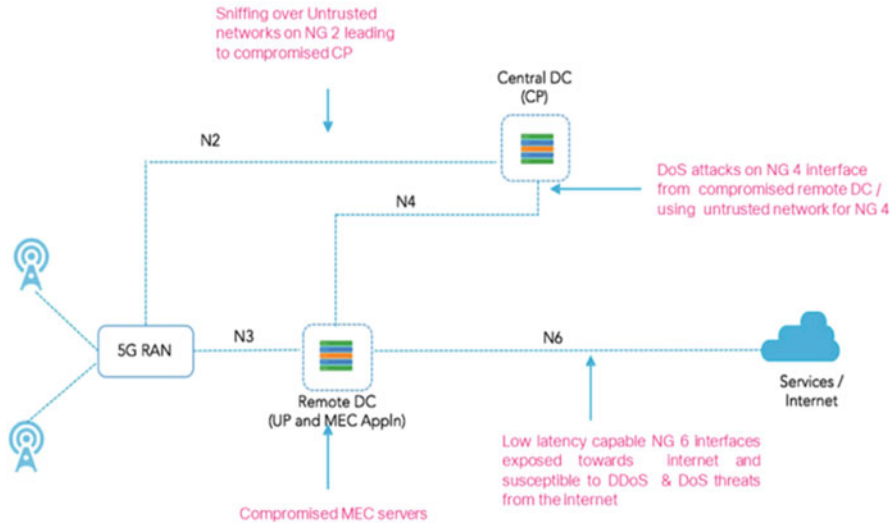 Sniffing over Untrusted
networks on NG 2 leading
to compromised CP
Central DC
(CP)
N2
DoS attacks on NG 4 interface
from compromised remote DC /
using untrusted network for NG 4
N4
5G RAN
N3
N6
Remote DC
(UP and MEC Appln)
Services /
Internet
Low latency capable NG 6 interfaces
exposed towards internet and
susceptible to DDoS & DoS threats
from the internet
Compromised MEC servers